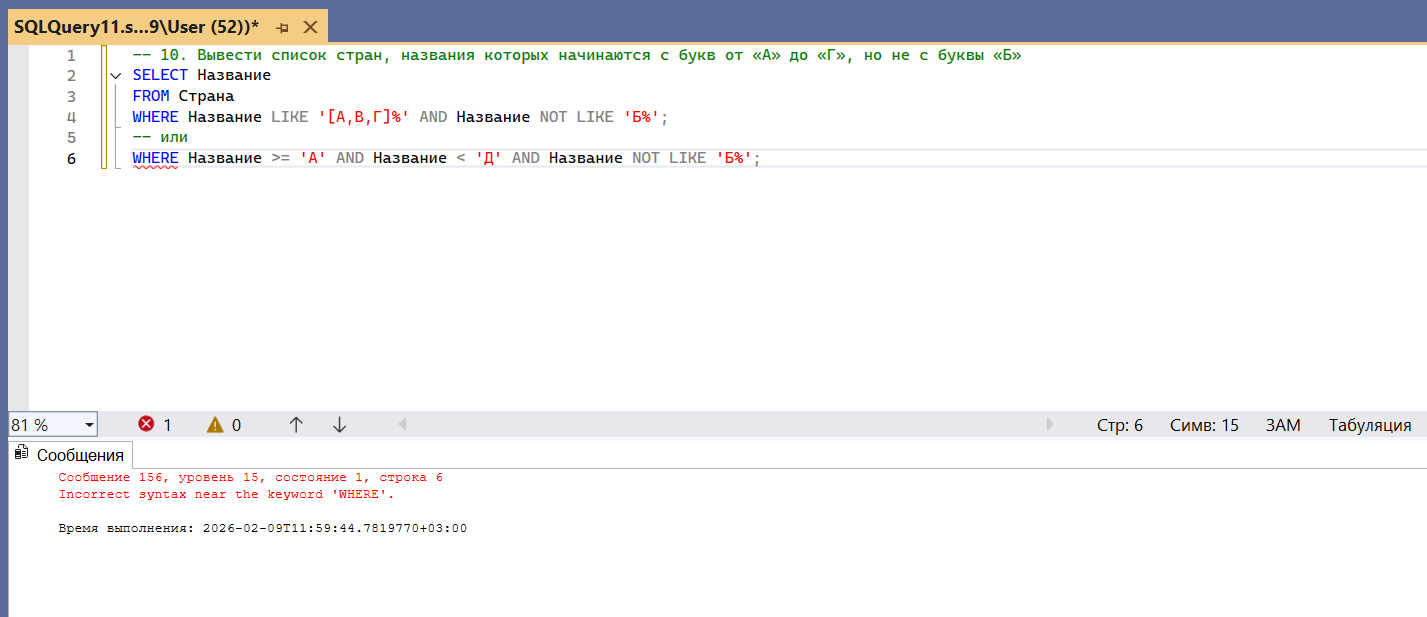 SQLQuery11.s...9\User (52))*
1 -- 10. Вывести список стран, названия которых начинаются с букв от «А» до «Г», но не с буквы «Б»
2 SELECT Название
3 FROM Страна
4 WHERE Название LIKE '[А,В,Г]%' AND Название NOT LIKE 'Б%';
5 -- или
6 WHERE Название >= 'А' AND Название < 'Д' AND Название NOT LIKE 'Б%';
81 % 1 0 Стр: 6 Симв: 15 ЗАМ Табуляция
Сообщения
Сообщение 156, уровень 15, состояние 1, строка 6
Incorrect syntax near the keyword 'WHERE'.
Время выполнения: 2026-02-09T11:59:44.7819770+03:00